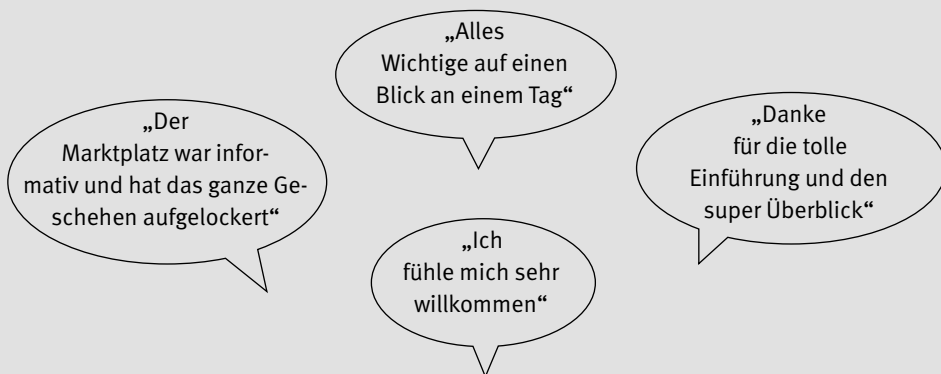 „Alles
Wichtige auf einen
Blick an einem Tag“
„Der
Marktplatz war infor-
mativ und hat das ganze Ge-
schehen aufgelockert“
„Danke
für die tolle
Einführung und den
super Überblick“
„Ich
fühle mich sehr
willkommen“